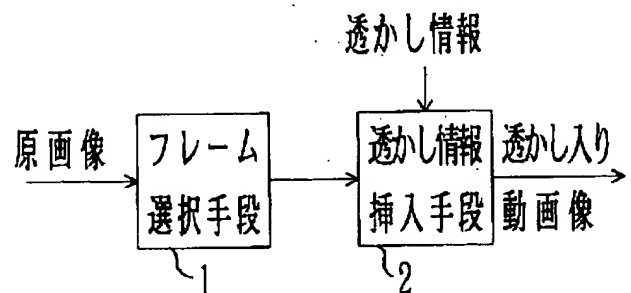 透かし情報
原画像
フレーム
選択手段
透かし情報
挿入手段
透かし入り
動画像
1
2